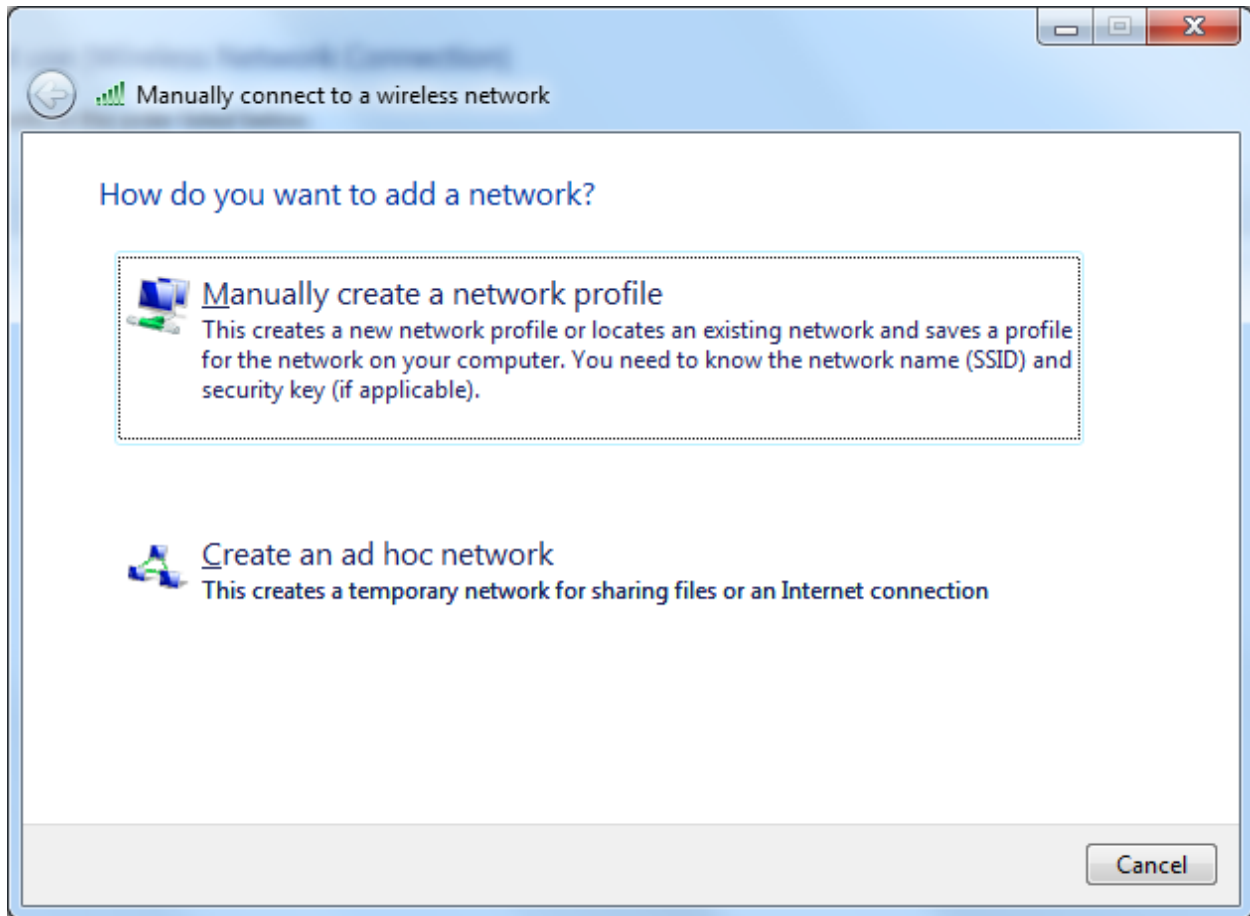 Manually connect to a wireless network
How do you want to add a network?
Manually create a network profile
This creates a new network profile or locates an existing network and saves a profile
for the network on your computer. You need to know the network name (SSID) and
security key (if applicable).
Create an ad hoc network
This creates a temporary network for sharing files or an Internet connection
Cancel